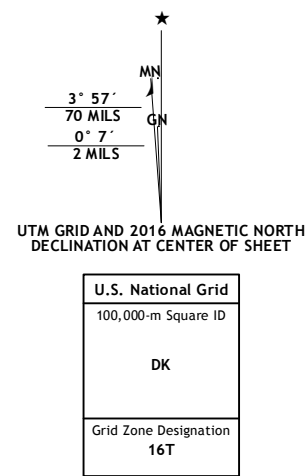 ★
MN
3° 57´
70 MILS
GN
0° 7´
2 MILS
UTM GRID AND 2016 MAGNETIC NORTH
DECLINATION AT CENTER OF SHEET
U.S. National Grid
100,000-m Square ID
DK
Grid Zone Designation
16T